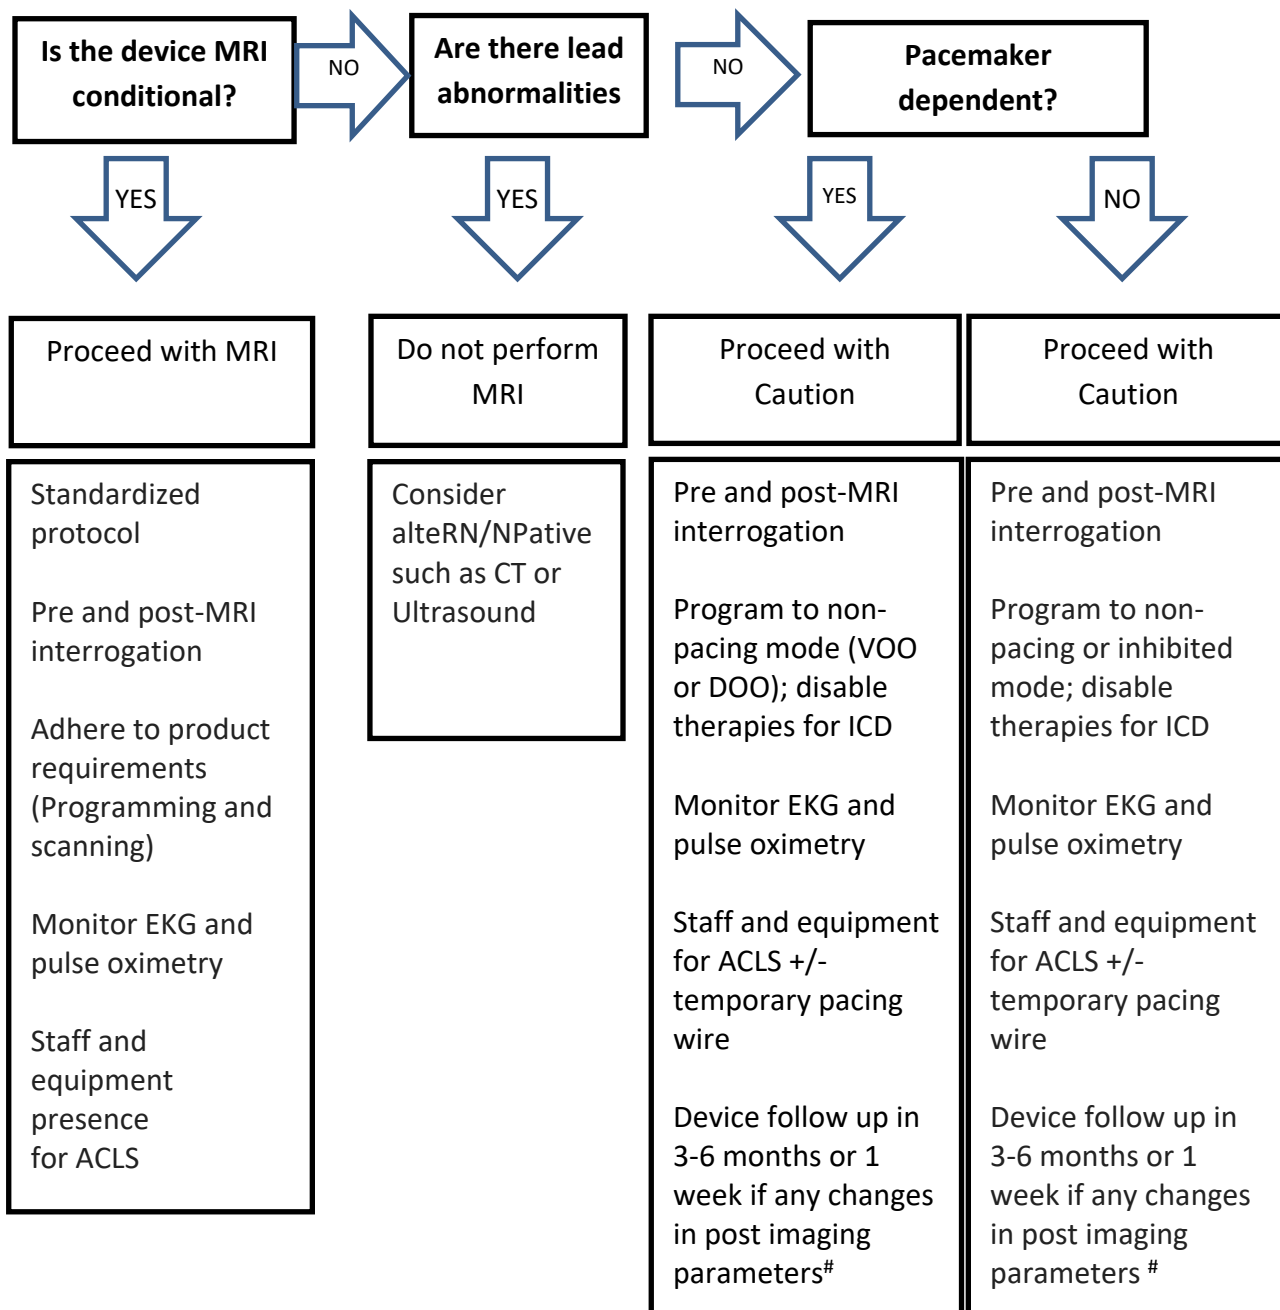 Is the device MRI
conditional?
NO
Are there lead
abnormalities
NO
Pacemaker
dependent?
YES
YES
YES
NO
Proceed with MRI
Do not perform
MRI
Proceed with
Caution
Proceed with
Caution
Standardized
protocol
Pre and post-MRI
interrogation
Adhere to product
requirements
(Programming and
scanning)
Monitor EKG and
pulse oximetry
Staff and
equipment
presence
for ACLS
Consider
alteRN/NPative
such as CT or
Ultrasound
Pre and post-MRI
interrogation
Program to non-
pacing mode (VOO
or DOO); disable
therapies for ICD
Monitor EKG and
pulse oximetry
Staff and equipment
for ACLS +/-
temporary pacing
wire
Device follow up in
3-6 months or 1
week if any changes
in post imaging
parameters#
Pre and post-MRI
interrogation
Program to non-
pacing or inhibited
mode; disable
therapies for ICD
Monitor EKG and
pulse oximetry
Staff and equipment
for ACLS +/-
temporary pacing
wire
Device follow up in
3-6 months or 1
week if any changes
in post imaging
parameters #